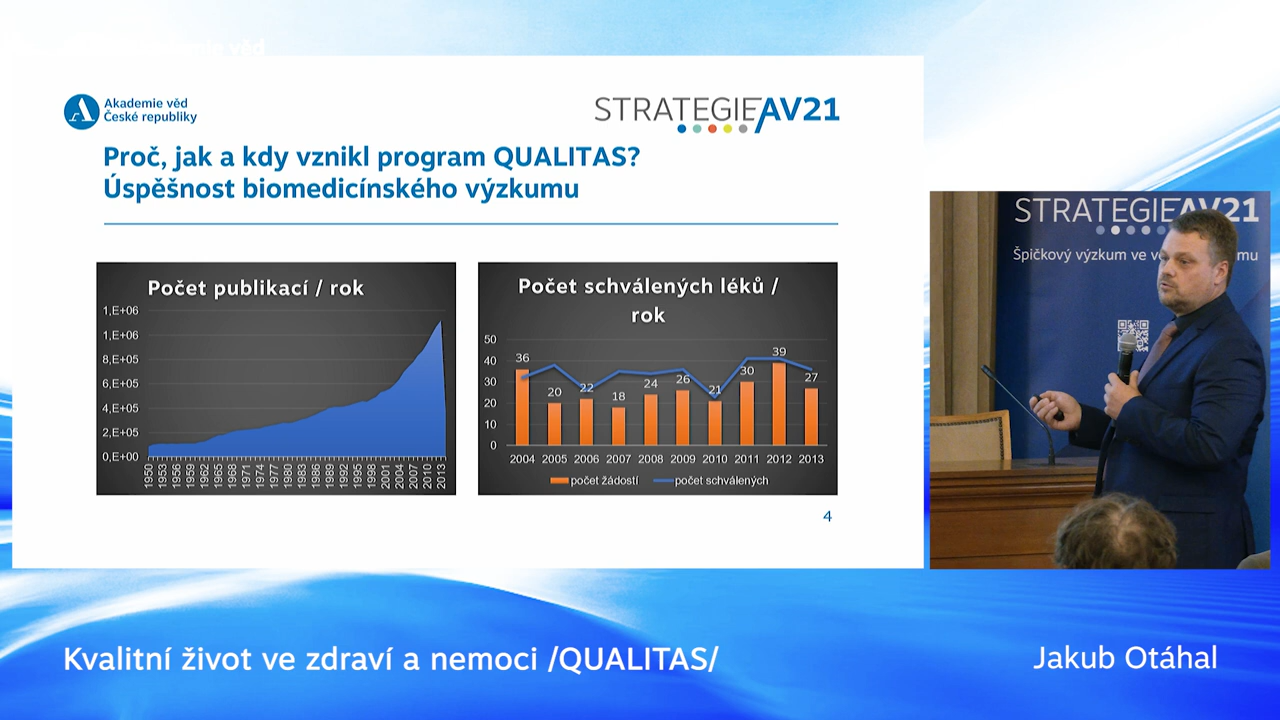 Akademie věd
České republiky
STRATEGIE AV21
Proč, jak a kdy vznikl program QUALITAS?
Úspěšnost biomedicínského výzkumu
Počet publikací / rok
1,E+06
1,E+06
8,E+05
6,E+05
4,E+05
2,E+05
0,E+00
1950
1953
1956
1959
1962
1965
1968
1971
1974
1977
1980
1983
1986
1989
1992
1995
1998
2001
2004
2007
2010
2013
Počet schválených léků /
rok
50
40
30
20
10
0
36
20
22
18
24
26
21
30
39
27
2004 2005 2006 2007 2008 2009 2010 2011 2012 2013
počet žádostí počet schválených
4
STRATEGIE AV21
Špičkový výzkum ve
Kvalitní život ve zdraví a nemoci /QUALITAS/
Jakub Otáhal